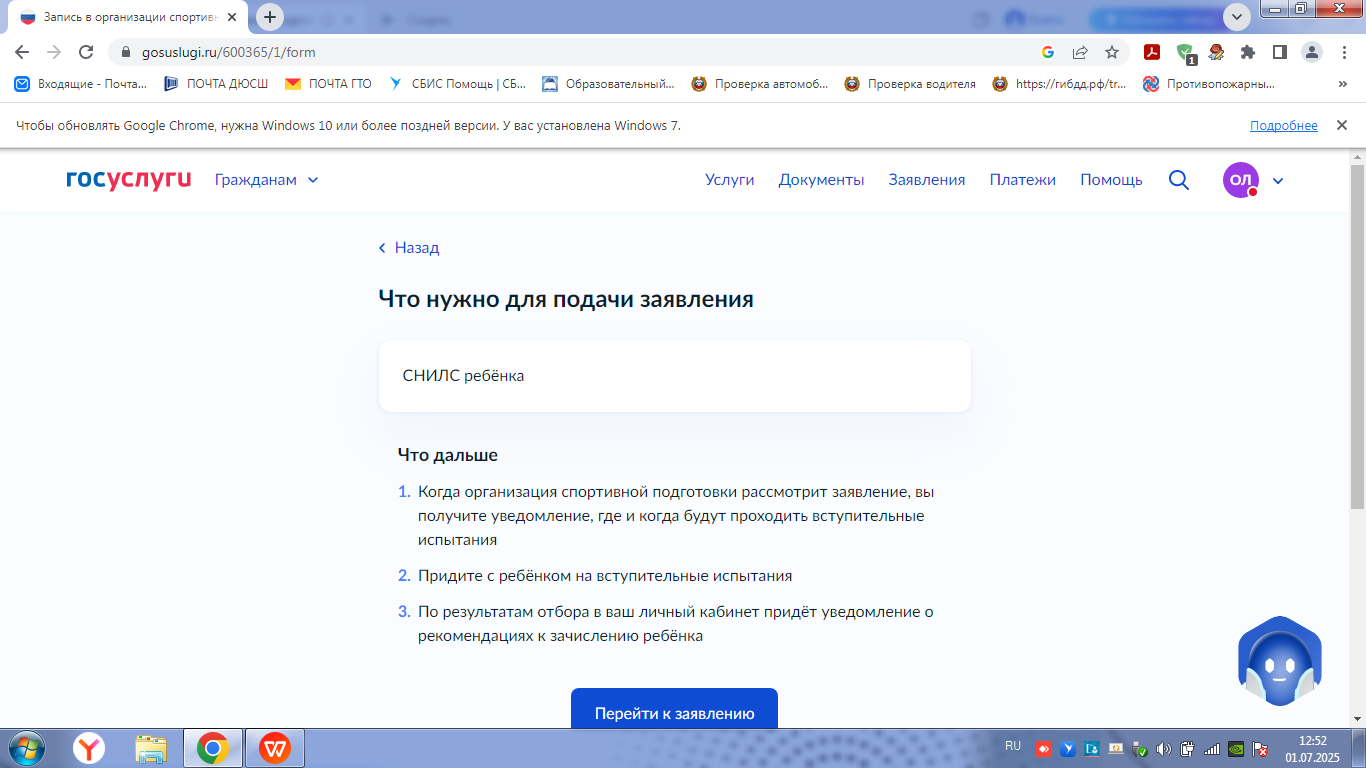 Запись в организации спортивн
gosuslugi.ru/600365/1/form
1
Входящие - Почта...
ПОЧТА ДЮСШ
ПОЧТА ГТО
СБИС Помощь | СБ...
Образовательный...
Проверка автомоб...
Проверка водителя
https://гибдд.рф/tr...
Противопожарны...
»
Чтобы обновлять Google Chrome, нужна Windows 10 или более поздней версии. У вас установлена Windows 7.
Подробнее
госуслуги
Гражданам
Услуги
Документы
Заявления
Платежи
Помощь
ОЛ
Назад
Что нужно для подачи заявления
СНИЛС ребёнка
Что дальше
1. Когда организация спортивной подготовки рассмотрит заявление, вы
получите уведомление, где и когда будут проходить вступительные
испытания
2. Придите с ребёнком на вступительные испытания
3. По результатам отбора в ваш личный кабинет придёт уведомление о
рекомендациях к зачислению ребёнка
Перейти к заявлению
RU
12:52
01.07.2025